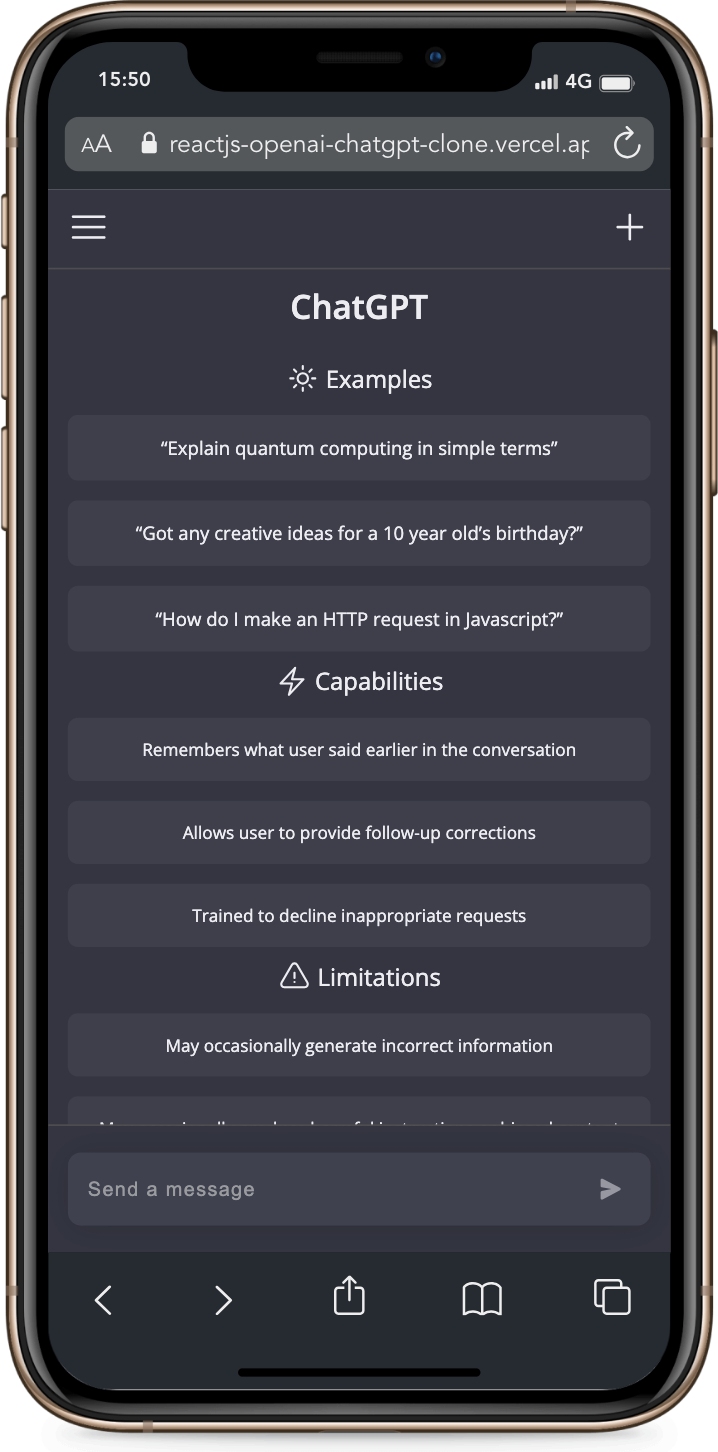 15:50
4G
AA
reactjs-openai-chatgpt-clone.vercel.ap
ChatGPT
Examples
“Explain quantum computing in simple terms”
“Got any creative ideas for a 10 year old’s birthday?”
“How do I make an HTTP request in Javascript?”
Capabilities
Remembers what user said earlier in the conversation
Allows user to provide follow-up corrections
Trained to decline inappropriate requests
Limitations
May occasionally generate incorrect information
Send a message